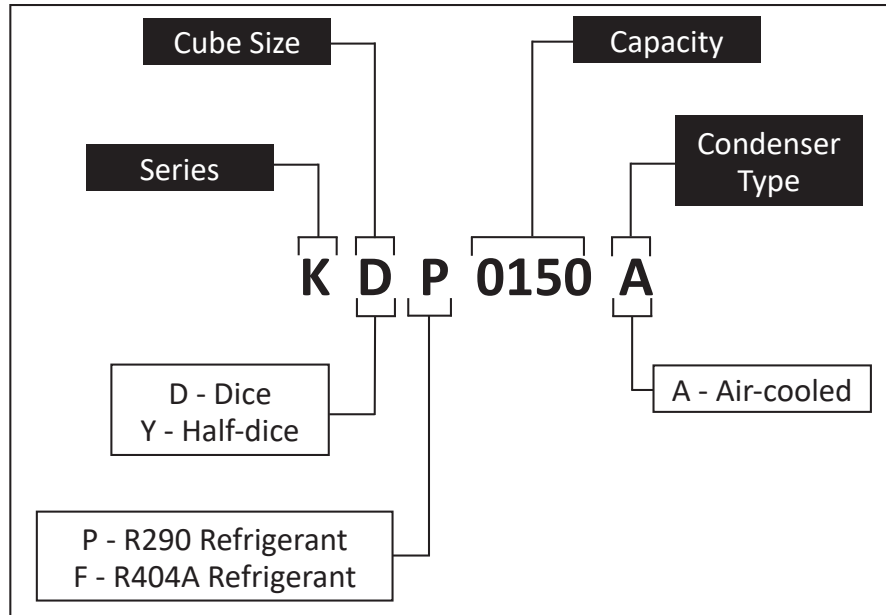 Cube Size
Capacity
Series
Condenser
Type
K D P 0150 A
D - Dice
Y - Half-dice
A - Air-cooled
P - R290 Refrigerant
F - R404A Refrigerant